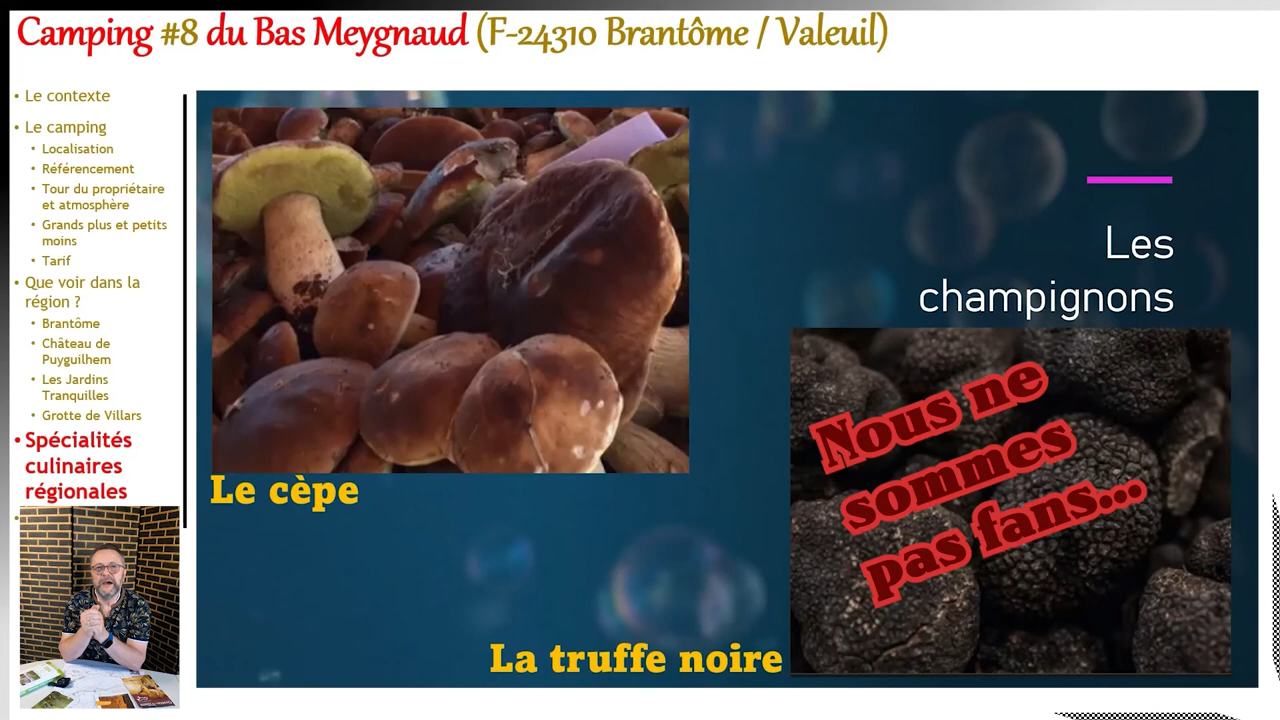 Camping #8 du Bas Meygnaud (F-24310 Brantôme / Valeuil)
• Le contexte
• Le camping
• Localisation
• Référencement
• Tour du propriétaire
et atmosphère
• Grands plus et petits
moins
• Tarif
• Que voir dans la
région ?
• Brantôme
• Château de
Puyguilhem
• Les Jardins
Tranquilles
• Grotte de Villars
• Spécialités
culinaires
régionales
Les
champignons
Le cèpe
Nous ne
sommes
pas fans...
La truffe noire